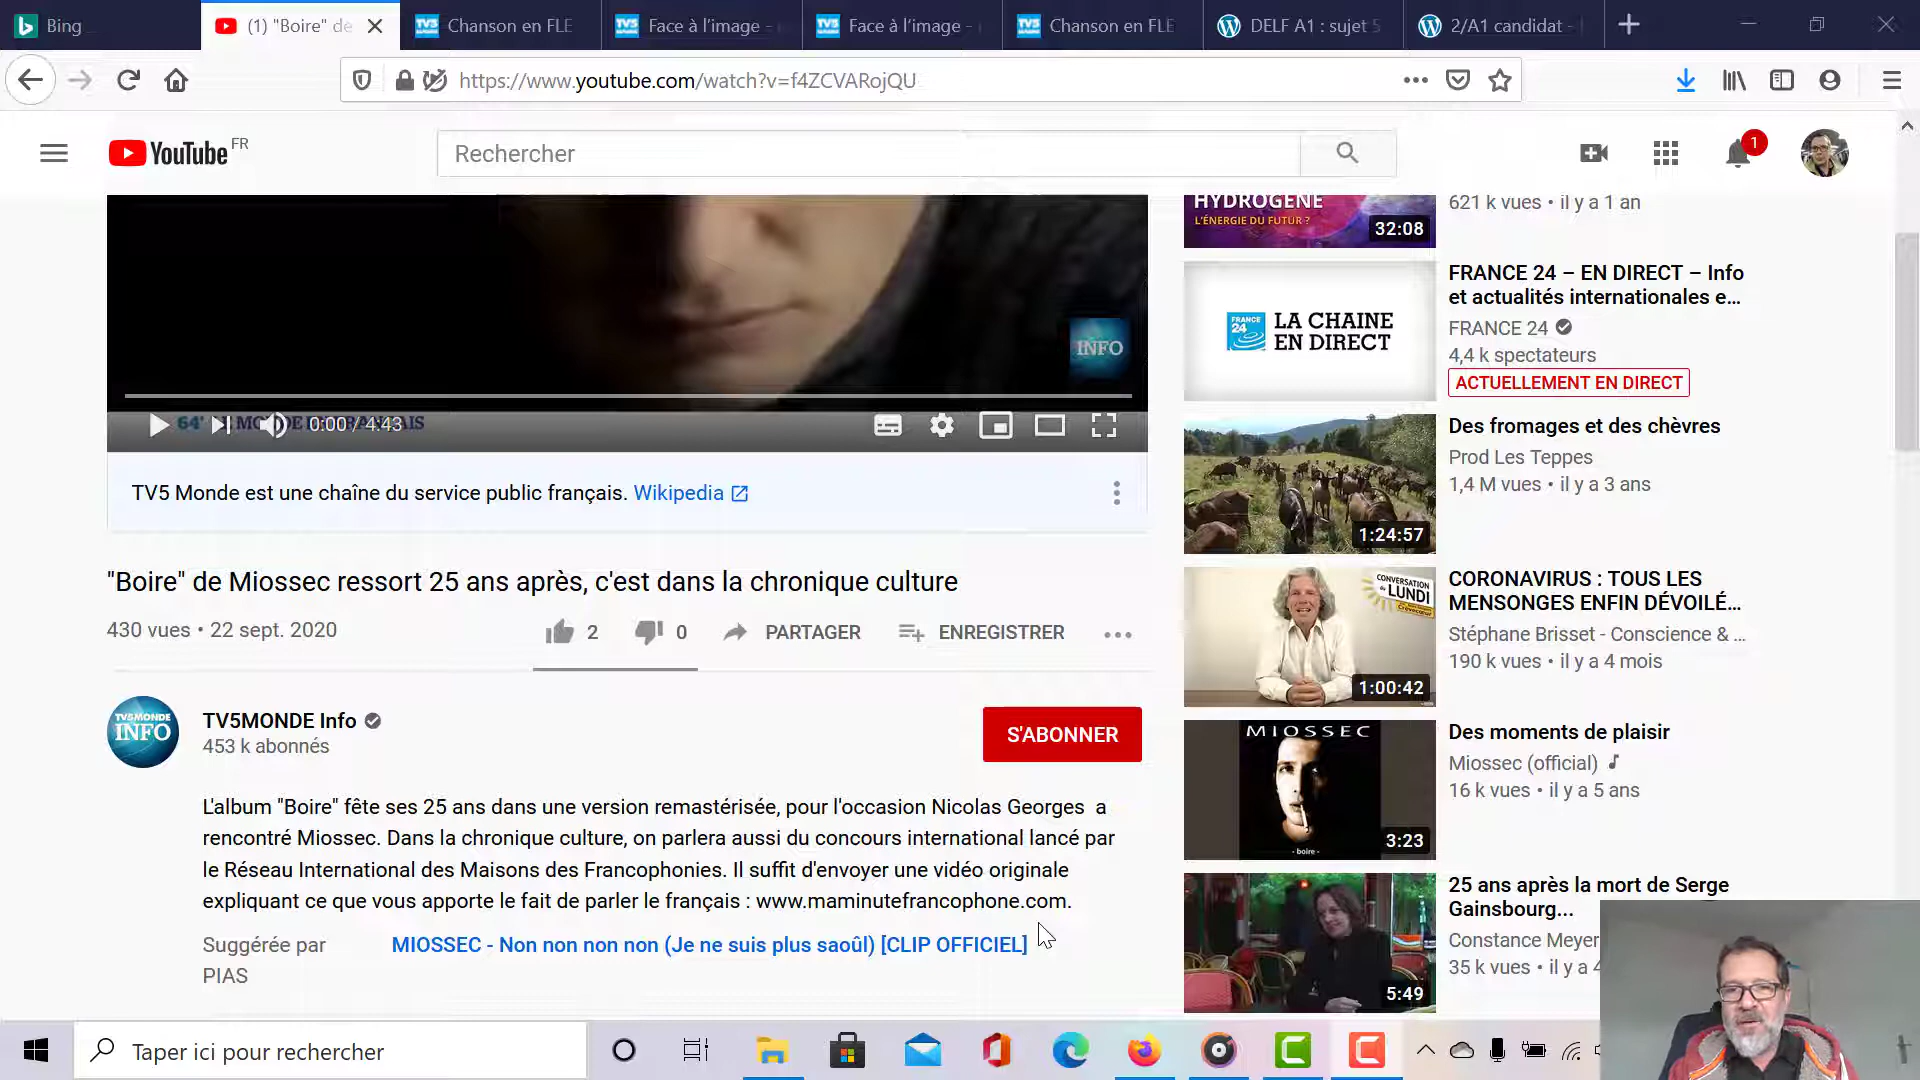 Bing
(1) "Boire" de
Chanson en FLE
Face à l'image -
Face à l'image -
Chanson en FLE
DELF A1 : sujet 5
2/A1 candidat -
https://www.youtube.com/watch?v=f4ZCVARojQU
YouTube FR
Rechercher
1
HYDROGÈNE
L'ÉNERGIE DU FUTUR ?
32:08
621 k vues • il y a 1 an
INFO
0:00 / 4:43
FRANCE 24
LA CHAINE
EN DIRECT
FRANCE 24 – EN DIRECT – Info
et actualités internationales e...
FRANCE 24
4,4 k spectateurs
ACTUELLEMENT EN DIRECT
TV5 Monde est une chaîne du service public français. Wikipedia
1:24:57
Des fromages et des chèvres
Prod Les Teppes
1,4 M vues • il y a 3 ans
"Boire" de Miossec ressort 25 ans après, c'est dans la chronique culture
430 vues • 22 sept. 2020
2
0
PARTAGER
ENREGISTRER
CONVERSATION
du LUNDI
1:00:42
CORONAVIRUS : TOUS LES
MENSONGES ENFIN DÉVOILÉ...
Stéphane Brisset - Conscience & ...
190 k vues • il y a 4 mois
TV5MONDE
INFO
TV5MONDE Info
453 k abonnés
S'ABONNER
MIOSSEC
- boire -
3:23
Des moments de plaisir
Miossec (official)
16 k vues • il y a 5 ans
L'album "Boire" fête ses 25 ans dans une version remastérisée, pour l'occasion Nicolas Georges a
rencontré Miossec. Dans la chronique culture, on parlera aussi du concours international lancé par
le Réseau International des Maisons des Francophonies. Il suffit d'envoyer une vidéo originale
expliquant ce que vous apporte le fait de parler le français : www.maminutefrancophone.com.
Suggérée par
PIAS
MIOSSEC - Non non non non (Je ne suis plus saoûl) [CLIP OFFICIEL]
5:49
25 ans après la mort de Serge
Gainsbourg...
Constance Meyer
35 k vues • il y a 4
Taper ici pour rechercher